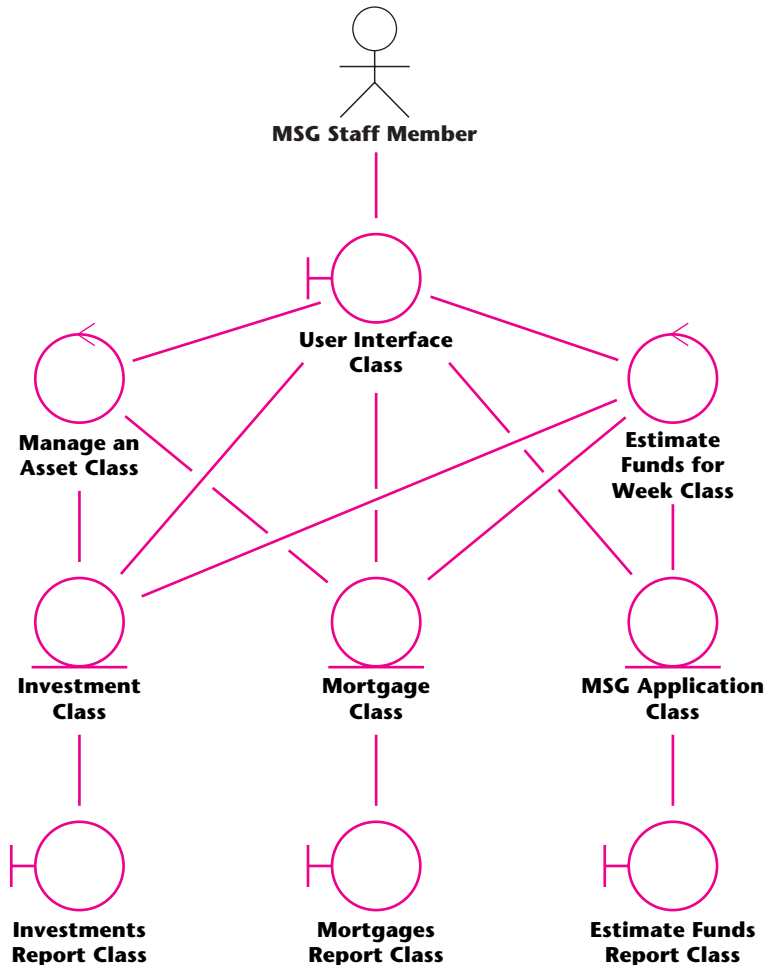 MSG Staff Member
User Interface
Class
Manage an
Asset Class
Estimate
Funds for
Week Class
Investment
Class
Mortgage
Class
MSG Application
Class
Investments
Report Class
Mortgages
Report Class
Estimate Funds
Report Class